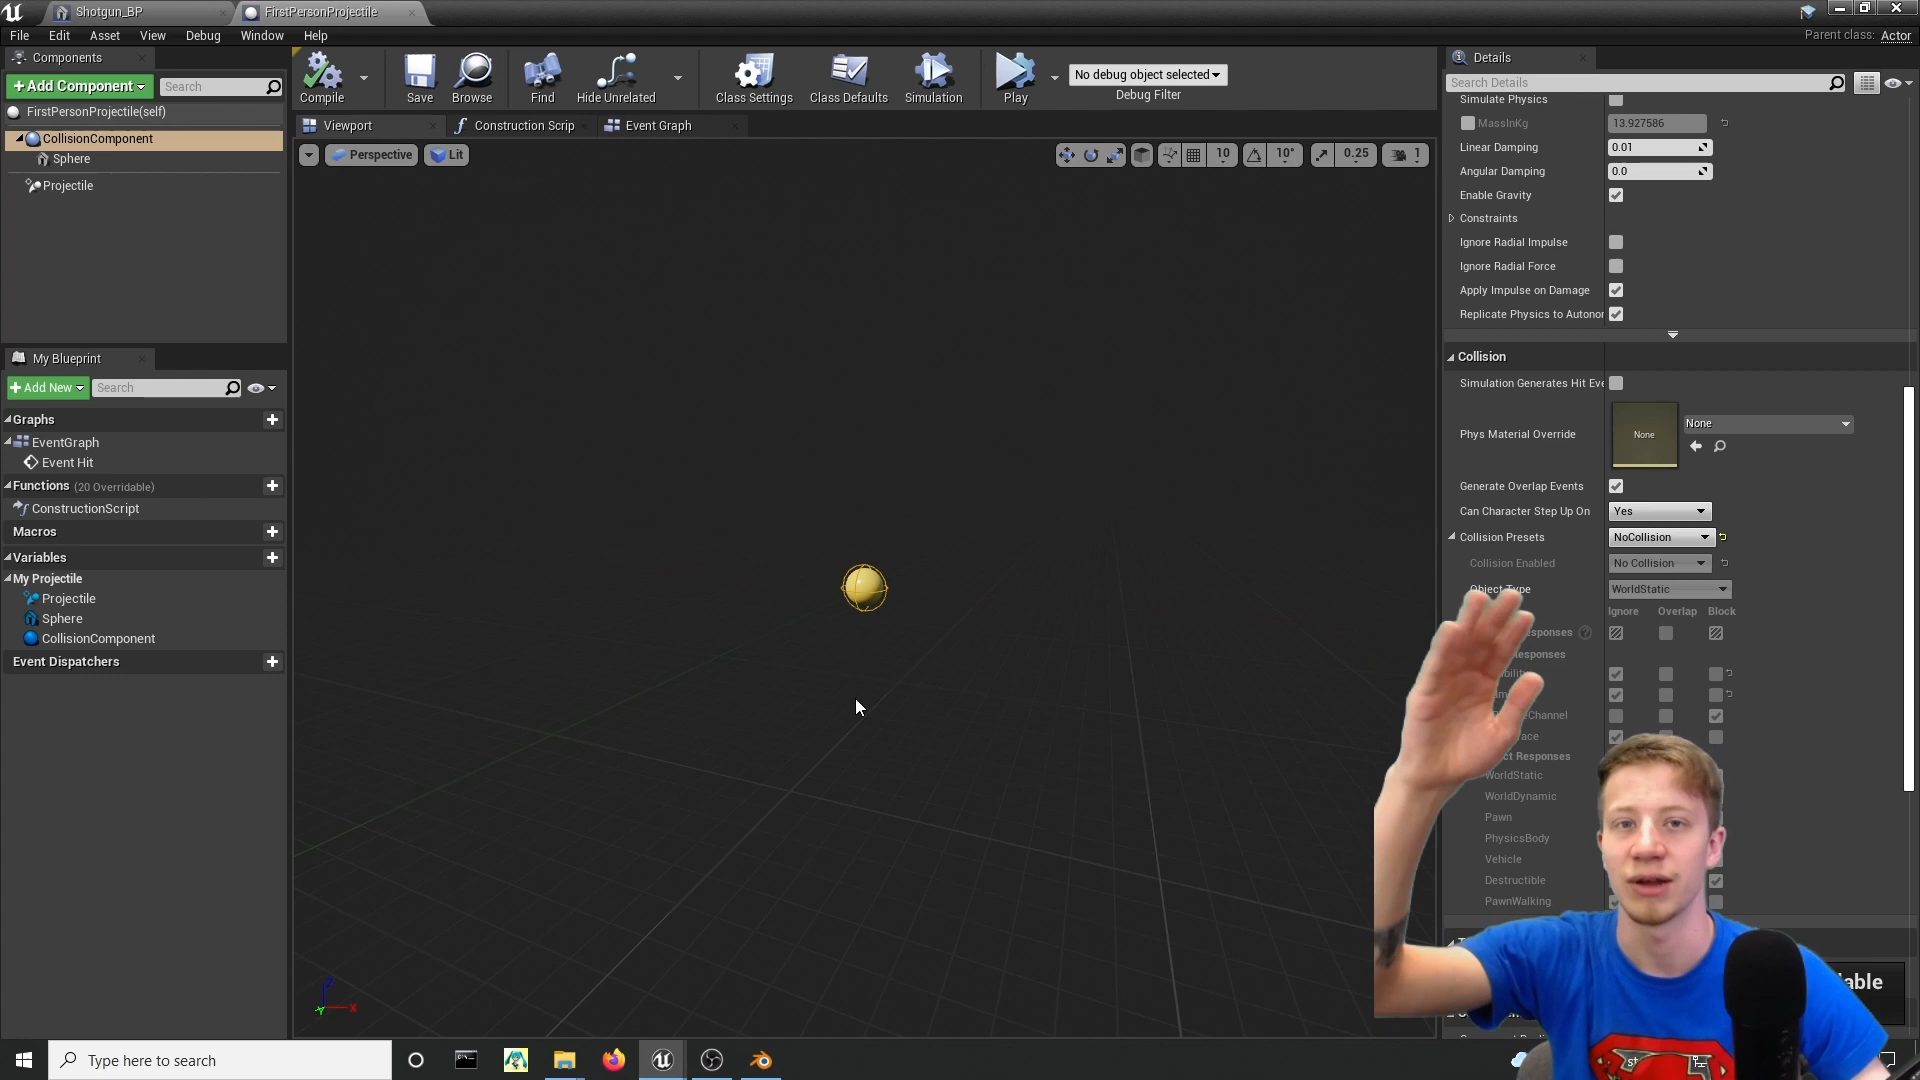 Shotgun_BP
FirstPersonProjectile
File Edit Asset View Debug Window Help
Parent class: Actor
Components
Add Component
Search
FirstPersonProjectile(self)
CollisionComponent
Sphere
Projectile
Compile
Save
Browse
Find
Hide Unrelated
Class Settings
Class Defaults
Simulation
Play
No debug object selected
Debug Filter
Viewport
Construction Scrip
Event Graph
Perspective
Lit
10
10°
0.25
1
My Blueprint
Add New
Search
Graphs
EventGraph
Event Hit
Functions (20 Overridable)
ConstructionScript
Macros
Variables
My Projectile
Projectile
Sphere
CollisionComponent
Event Dispatchers
Z
X
Y
Details
Search Details
Simulate Physics
MassInKg 13.927586
Linear Damping 0.01
Angular Damping 0.0
Enable Gravity
Constraints
Ignore Radial Impulse
Ignore Radial Force
Apply Impulse on Damage
Replicate Physics to Autonor
Collision
Simulation Generates Hit Eve
Phys Material Override
None
None
Generate Overlap Events
Can Character Step Up On Yes
Collision Presets NoCollision
Collision Enabled No Collision
Object Type WorldStatic
Ignore Overlap Block
esponses
esponses
WorldStatic
WorldDynamic
Pawn
PhysicsBody
Vehicle
Destructible
PawnWalking
Type here to search